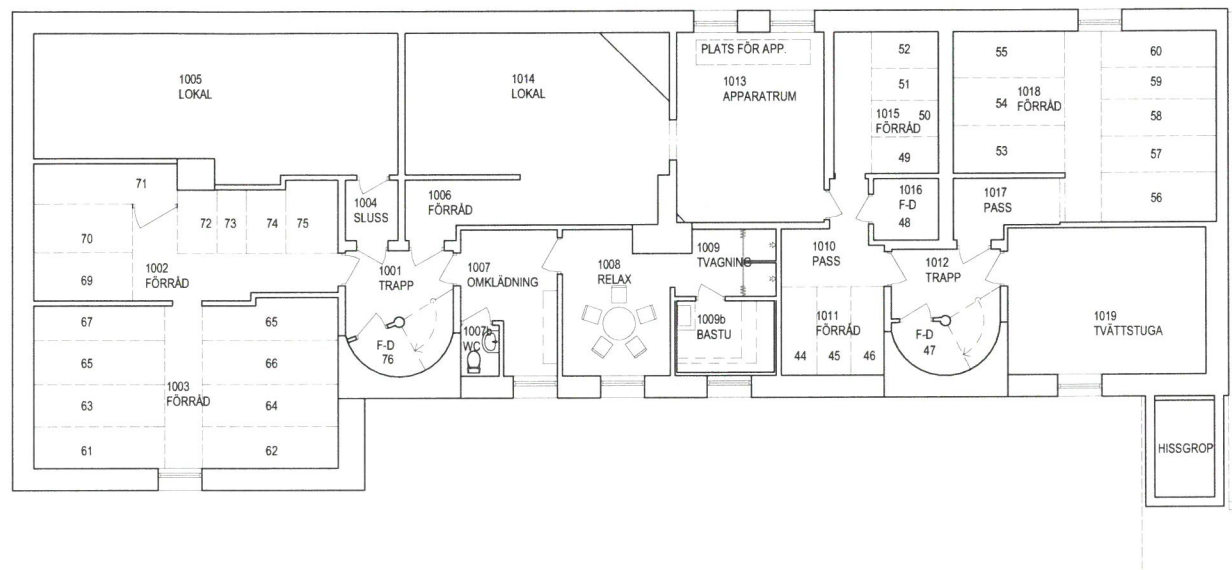 1005
LOKAL
1014
LOKAL
PLATS FÖR APP.
1013
APPARATRUM
52
51
1015 50
FÖRRÅD
49
55
1018
54 FÖRRÅD
53
60
59
58
57
56
71
72 73 74 75
70
69
1002
FÖRRÅD
1004
SLUSS
1006
FÖRRÅD
1001
TRAPP
F-D
76
1007
OMKLÄDNING
1007b
WC
1008
RELAX
1009
TVAGNING
1009b
BASTU
1010
PASS
1011
FÖRRÅD
44 45 46
1016
F-D
48
1017
PASS
1012
TRAPP
F-D
47
1019
TVÄTTSTUGA
67
65
65
66
1003
FÖRRÅD
63
64
61
62
HISSGROP